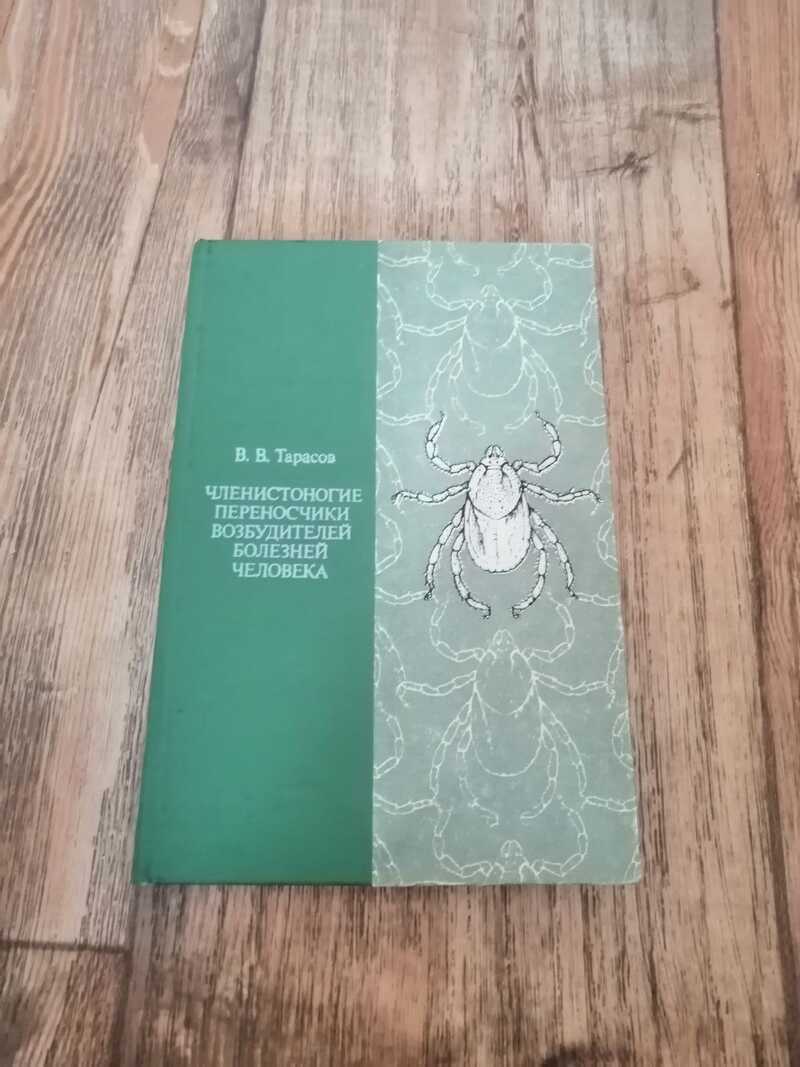 В. В. Тарасов
ЧЛЕНИСТОНОГИЕ
ПЕРЕНОСЧИКИ
ВОЗБУДИТЕЛЕЙ
БОЛЕЗНЕЙ
ЧЕЛОВЕКА